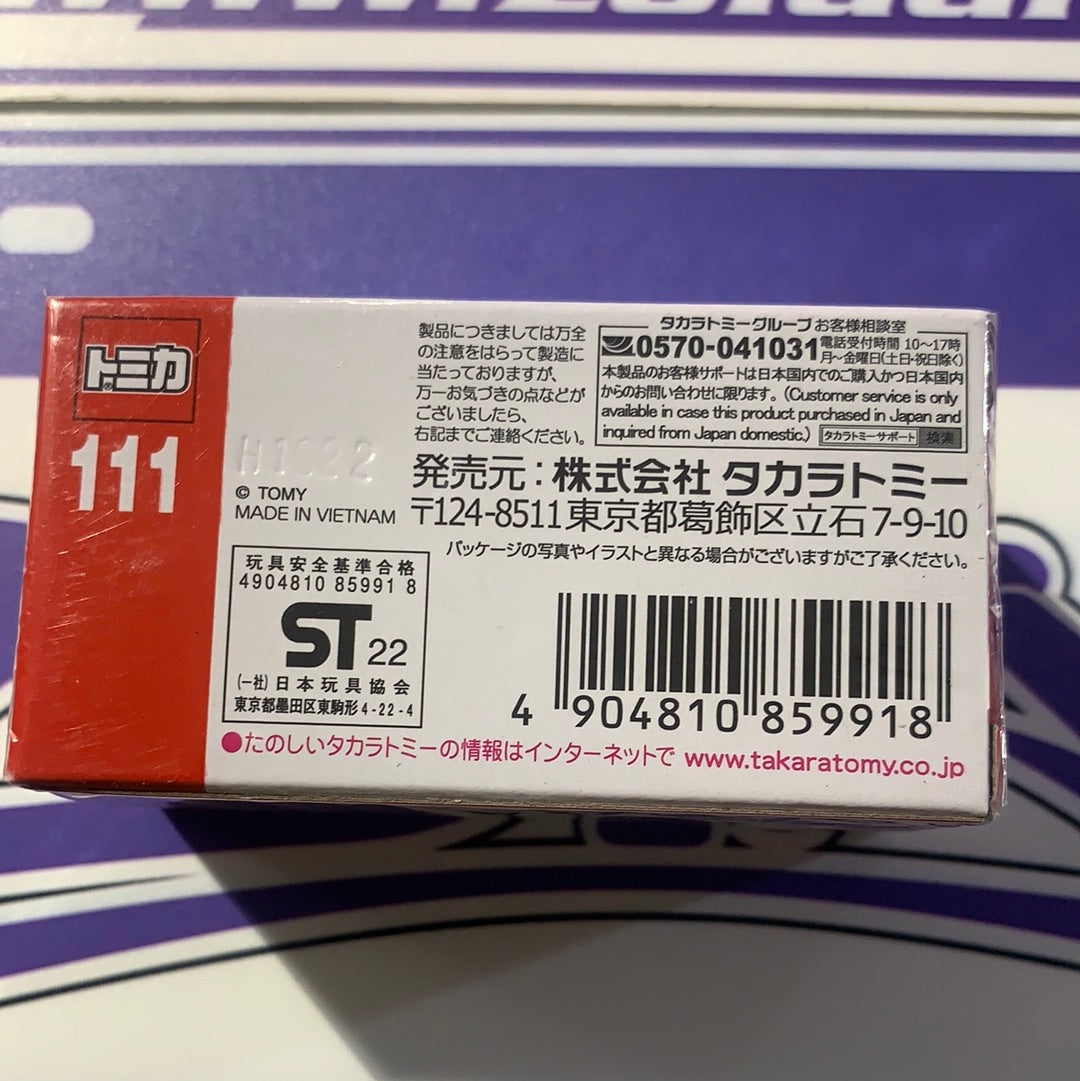 トミカ®
111
H1022
© TOMY
MADE IN VIETNAM
製品につきましては万全
の注意をはらって製造に
当たっておりますが、
万一お気づきの点などが
ございましたら、
右記までご連絡ください。
タカラトミーグループ お客様相談室
0570-041031 電話受付時間 10～17時
月～金曜日(土日・祝日除く)
本製品のお客様サポートは日本国内でのご購入かつ日本国内
からのお問い合わせに限ります。(Customer service is only
available in case this product purchased in Japan and
inquired from Japan domestic.) タカラトミーサポート 検索
発売元：株式会社 タカラトミー
〒124-8511 東京都葛飾区立石 7-9-10
パッケージの写真やイラストと異なる場合がございますがご了承ください。
玩具安全基準合格
4904810 85991 8
ST 22
(一社)日本玩具協会
東京都墨田区東駒形4-22-4
4 904810 859918
●たのしいタカラトミーの情報はインターネットで www.takaratomy.co.jp